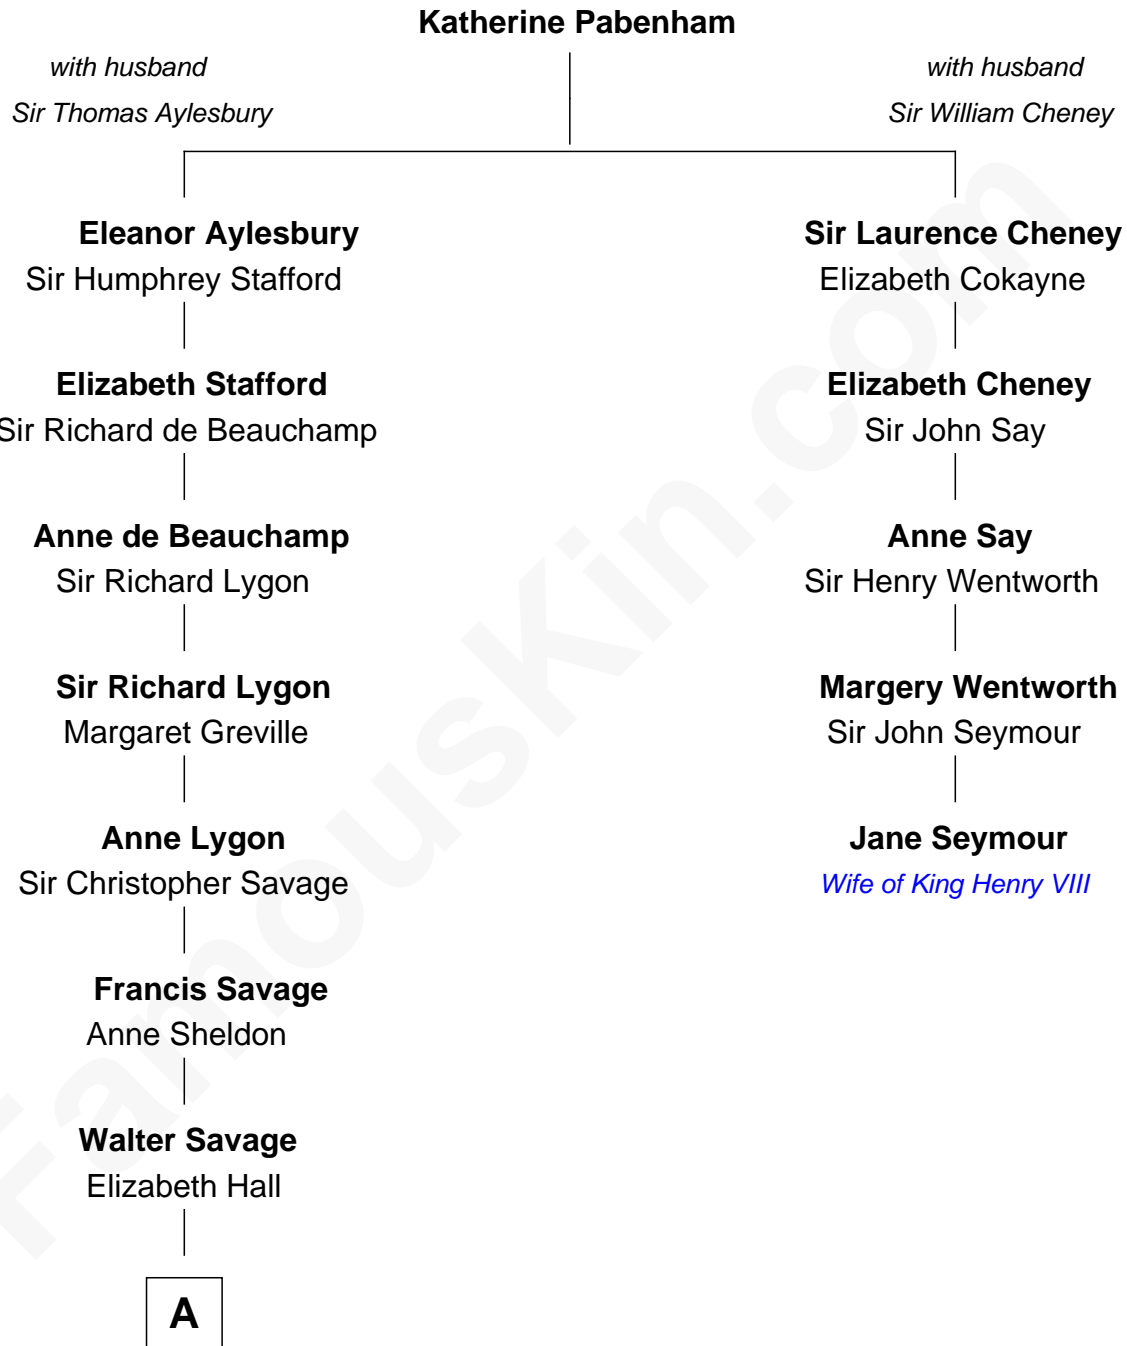 Katherine Pabenham
with husband
Sir Thomas Aylesbury
with husband
Sir William Cheney
Eleanor Aylesbury
Sir Humphrey Stafford
Sir Laurence Cheney
Elizabeth Cokayne
Elizabeth Stafford
Sir Richard de Beauchamp
Elizabeth Cheney
Sir John Say
Anne de Beauchamp
Sir Richard Lygon
Anne Say
Sir Henry Wentworth
Sir Richard Lygon
Margaret Greville
Margery Wentworth
Sir John Seymour
Anne Lygon
Sir Christopher Savage
Jane Seymour
Wife of King Henry VIII
Francis Savage
Anne Sheldon
Walter Savage
Elizabeth Hall
A
FamousKin.com